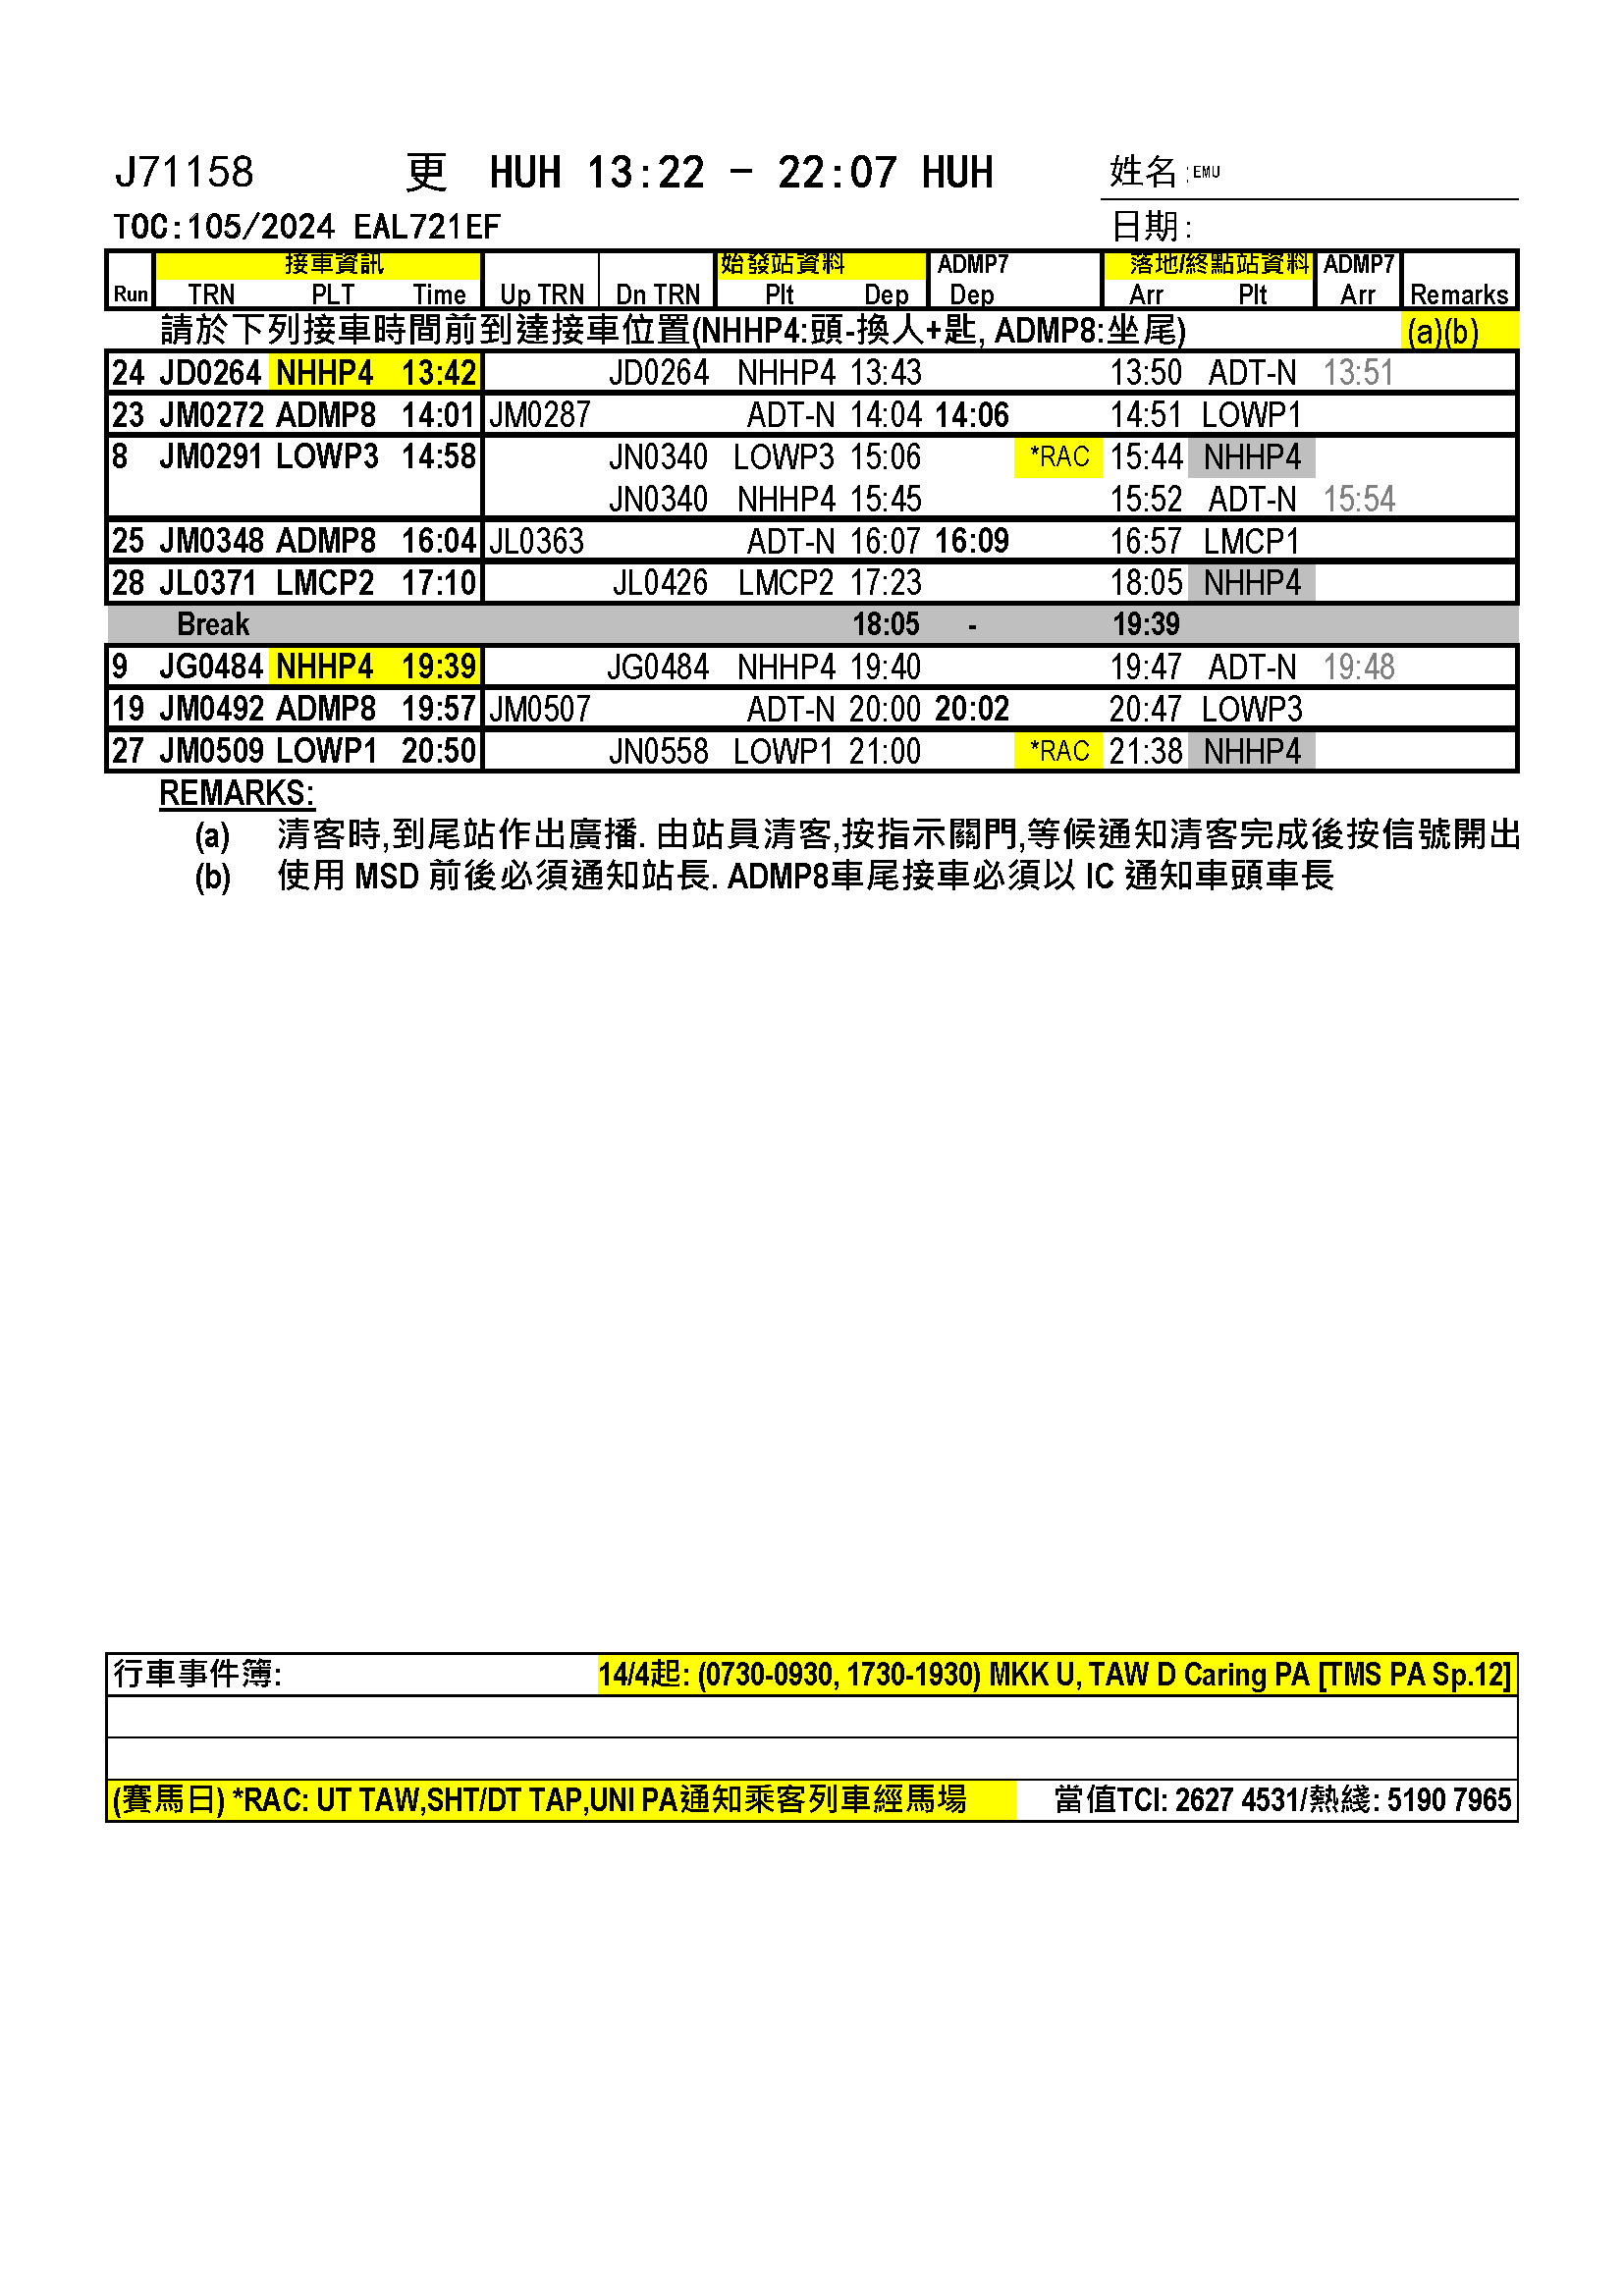 J71158 更 HUH 13:22 - 22:07 HUH 姓名:EMU
TOC:105/2024 EAL721EF 日期:
接車資訊 始發站資料 ADMP7 落地/終點站資料 ADMP7
Run TRN PLT Time Up TRN Dn TRN Plt Dep Dep Arr Plt Arr Remarks
請於下列接車時間前到達接車位置(NHHP4:頭-換人+匙, ADMP8:坐尾) (a)(b)
24 JD0264 NHHP4 13:42 JD0264 NHHP4 13:43 13:50 ADT-N 13:51
23 JM0272 ADMP8 14:01 JM0287 ADT-N 14:04 14:06 14:51 LOWP1
8 JM0291 LOWP3 14:58 JN0340 LOWP3 15:06 *RAC 15:44 NHHP4
JN0340 NHHP4 15:45 15:52 ADT-N 15:54
25 JM0348 ADMP8 16:04 JL0363 ADT-N 16:07 16:09 16:57 LMCP1
28 JL0371 LMCP2 17:10 JL0426 LMCP2 17:23 18:05 NHHP4
Break 18:05 - 19:39
9 JG0484 NHHP4 19:39 JG0484 NHHP4 19:40 19:47 ADT-N 19:48
19 JM0492 ADMP8 19:57 JM0507 ADT-N 20:00 20:02 20:47 LOWP3
27 JM0509 LOWP1 20:50 JN0558 LOWP1 21:00 *RAC 21:38 NHHP4
REMARKS:
(a) 清客時,到尾站作出廣播. 由站員清客,按指示關門,等候通知清客完成後按信號開出
(b) 使用 MSD 前後必須通知站長. ADMP8車尾接車必須以 IC 通知車頭車長
行車事件簿: 14/4起: (0730-0930, 1730-1930) MKK U, TAW D Caring PA [TMS PA Sp.12]
(賽馬日) *RAC: UT TAW,SHT/DT TAP,UNI PA通知乘客列車經馬場 當值TCI: 2627 4531/熱綫: 5190 7965